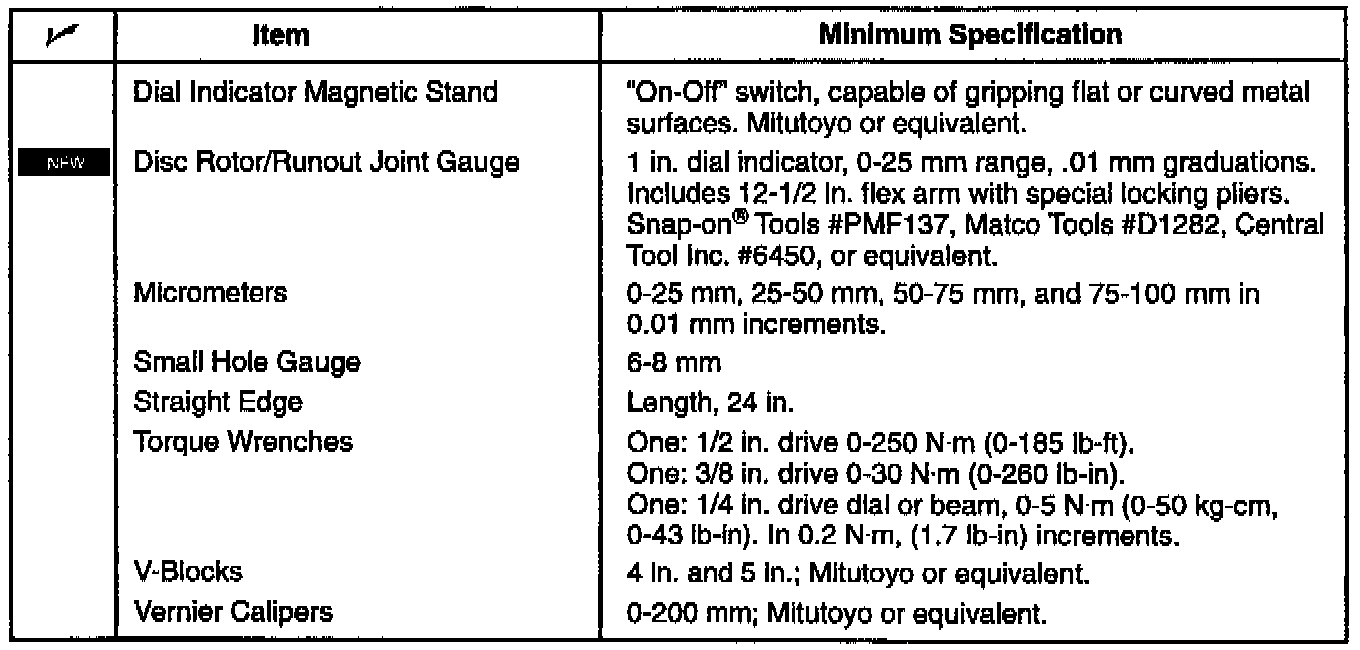 Item Minimum Specification
Dial Indicator Magnetic Stand "On-Off" switch, capable of gripping flat or curved metal
surfaces. Mitutoyo or equivalent.
NEW Disc Rotor/Runout Joint Gauge 1 in. dial indicator, 0-25 mm range, .01 mm graduations.
Includes 12-1/2 in. flex arm with special locking pliers.
Snap-on® Tools #PMF137, Matco Tools #D1282, Central
Tool Inc. #6450, or equivalent.
Micrometers 0-25 mm, 25-50 mm, 50-75 mm, and 75-100 mm in
0.01 mm increments.
Small Hole Gauge 6-8 mm
Straight Edge Length, 24 in.
Torque Wrenches One: 1/2 in. drive 0-250 N·m (0-185 lb-ft).
One: 3/8 in. drive 0-30 N·m (0-260 lb-in).
One: 1/4 in. drive dial or beam, 0-5 N·m (0-50 kg-cm,
0-43 lb-in). In 0.2 N·m, (1.7 lb-in) increments.
V-Blocks 4 in. and 5 in.; Mitutoyo or equivalent.
Vernier Calipers 0-200 mm; Mitutoyo or equivalent.